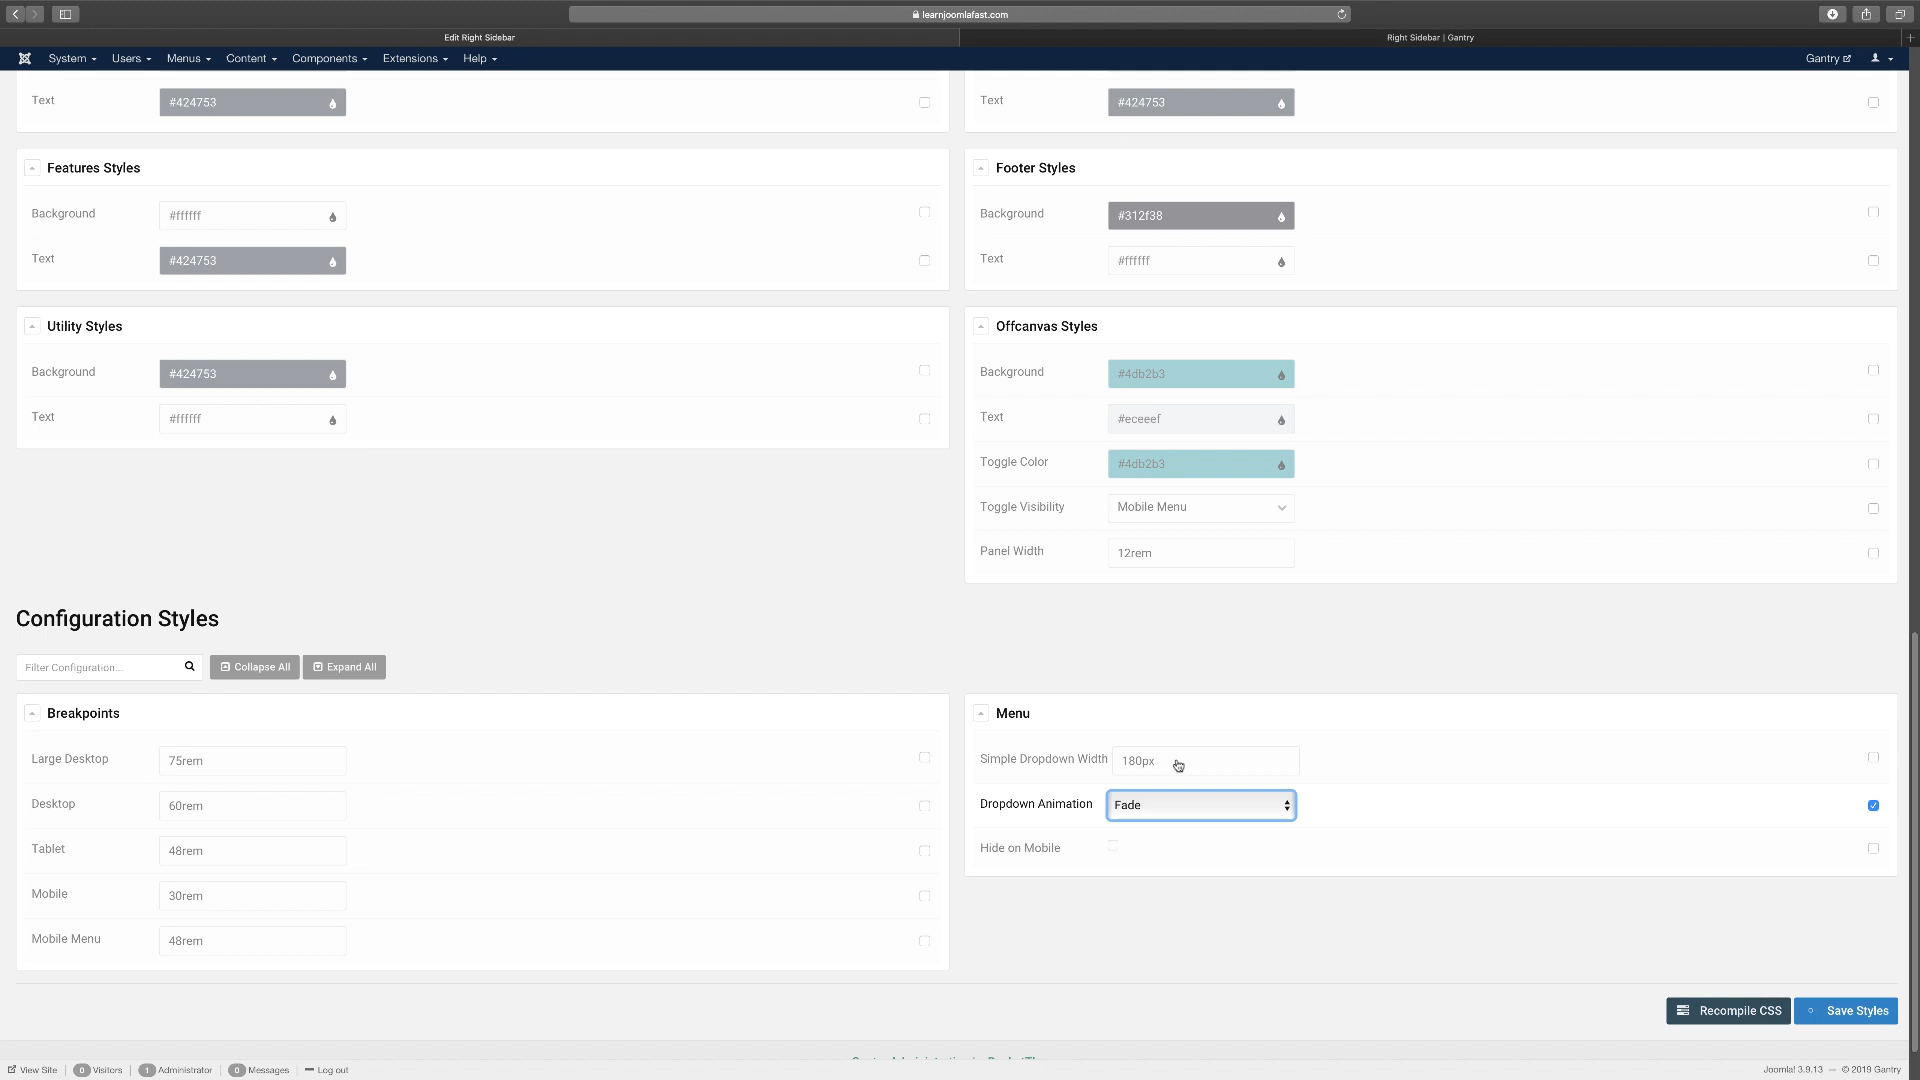 learnjoomlafast.com
Edit Right Sidebar
Right Sidebar | Gantry
System
Users
Menus
Content
Components
Extensions
Help
Gantry
Text
#424753
Text
#424753
Features Styles
Background
#ffffff
Text
#424753
Footer Styles
Background
#312f38
Text
#ffffff
Utility Styles
Background
#424753
Text
#ffffff
Offcanvas Styles
Background
#4db2b3
Text
#eceeef
Toggle Color
#4db2b3
Toggle Visibility
Mobile Menu
Panel Width
12rem
Configuration Styles
Filter Configuration...
Collapse All
Expand All
Breakpoints
Large Desktop
75rem
Desktop
60rem
Tablet
48rem
Mobile
30rem
Mobile Menu
48rem
Menu
Simple Dropdown Width
180px
Dropdown Animation
Fade
Hide on Mobile
Recompile CSS
Save Styles
View Site
0 Visitors
1 Administrator
0 Messages
Log out
Joomla! 3.9.13 — © 2019 Gantry